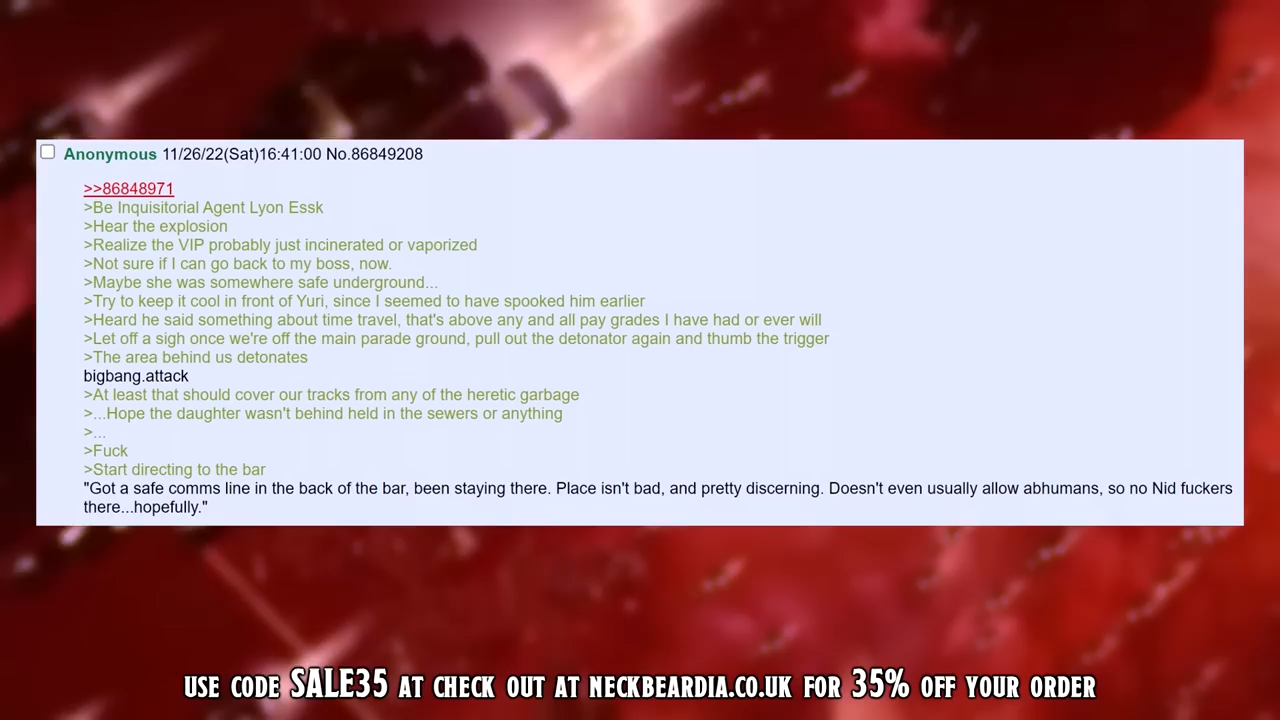 Anonymous 11/26/22(Sat)16:41:00 No.86849208
>>86848971
>Be Inquisitorial Agent Lyon Essk
>Hear the explosion
>Realize the VIP probably just incinerated or vaporized
>Not sure if I can go back to my boss, now.
>Maybe she was somewhere safe underground...
>Try to keep it cool in front of Yuri, since I seemed to have spooked him earlier
>Heard he said something about time travel, that's above any and all pay grades I have had or ever will
>Let off a sigh once we're off the main parade ground, pull out the detonator again and thumb the trigger
>The area behind us detonates
bigbang.attack
>At least that should cover our tracks from any of the heretic garbage
>...Hope the daughter wasn't behind held in the sewers or anything
>...
>Fuck
>Start directing to the bar
"Got a safe comms line in the back of the bar, been staying there. Place isn't bad, and pretty discerning. Doesn't even usually allow abhumans, so no Nid fuckers
there...hopefully."
USE CODE SALE35 AT CHECK OUT AT NECKBEARDIA.CO.UK FOR 35% OFF YOUR ORDER